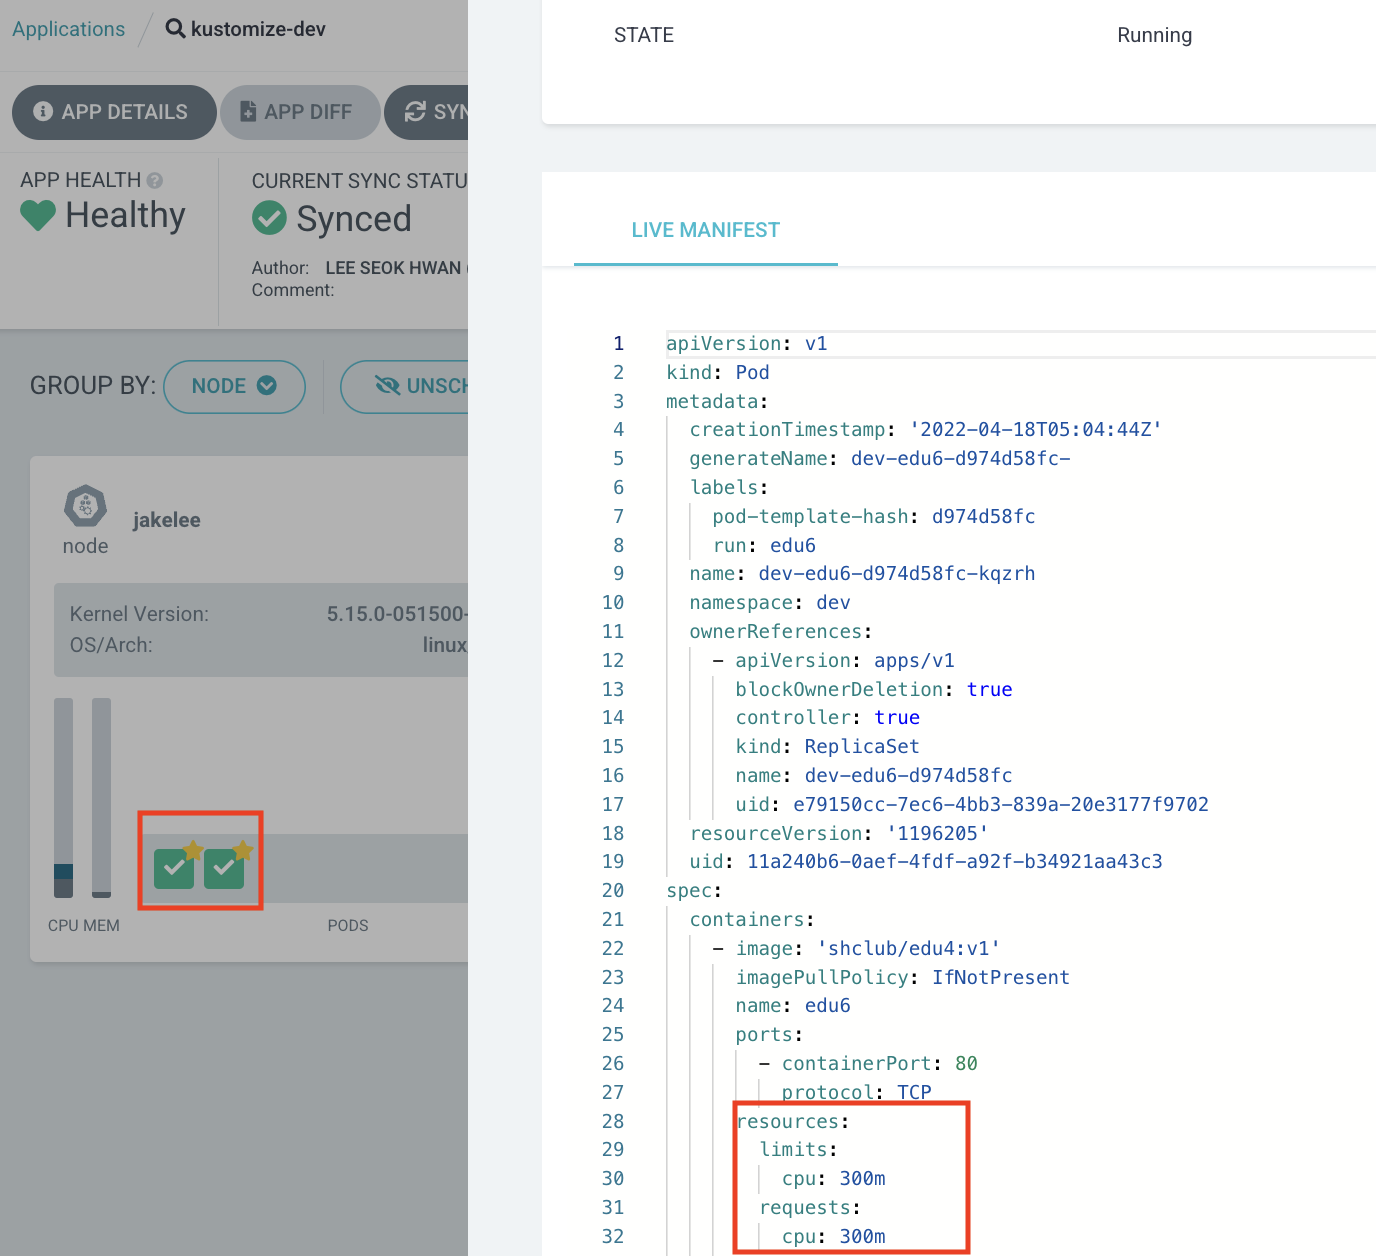 Applications / kustomize-dev
APP DETAILS
APP DIFF
SYN
APP HEALTH
Healthy
CURRENT SYNC STATU
Synced
Author: LEE SEOK HWAN
Comment:
GROUP BY: NODE
UNSCH
jakelee
node
Kernel Version: 5.15.0-051500-
OS/Arch: linux
CPU MEM
PODS
STATE Running
LIVE MANIFEST
1 apiVersion: v1
2 kind: Pod
3 metadata:
4 creationTimestamp: '2022-04-18T05:04:44Z'
5 generateName: dev-edu6-d974d58fc-
6 labels:
7 pod-template-hash: d974d58fc
8 run: edu6
9 name: dev-edu6-d974d58fc-kqzrh
10 namespace: dev
11 ownerReferences:
12 - apiVersion: apps/v1
13 blockOwnerDeletion: true
14 controller: true
15 kind: ReplicaSet
16 name: dev-edu6-d974d58fc
17 uid: e79150cc-7ec6-4bb3-839a-20e3177f9702
18 resourceVersion: '1196205'
19 uid: 11a240b6-0aef-4fdf-a92f-b34921aa43c3
20 spec:
21 containers:
22 - image: 'shclub/edu4:v1'
23 imagePullPolicy: IfNotPresent
24 name: edu6
25 ports:
26 - containerPort: 80
27 protocol: TCP
28 resources:
29 limits:
30 cpu: 300m
31 requests:
32 cpu: 300m